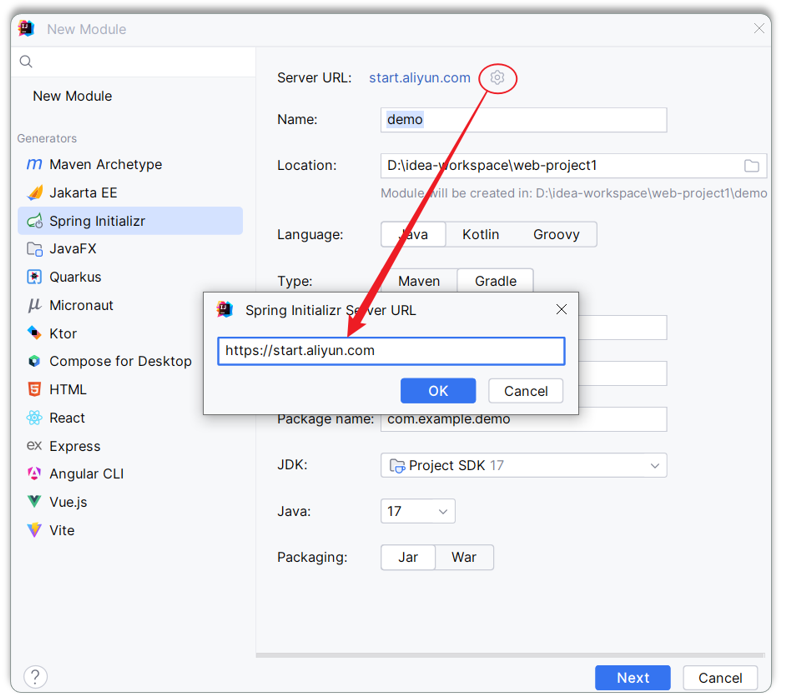 New Module
New Module
Generators
Maven Archetype
Jakarta EE
Spring Initializr
JavaFX
Quarkus
Micronaut
Ktor
Compose for Desktop
HTML
React
ex Express
Angular CLI
Vue.js
Vite
Server URL: start.aliyun.com
Name: demo
Location: D:\idea-workspace\web-project1
Module will be created in: D:\idea-workspace\web-project1\demo
Language: Java Kotlin Groovy
Type: Maven Gradle
Spring Initializr Server URL
https://start.aliyun.com
OK Cancel
Package name: com.example.demo
JDK: Project SDK 17
Java: 17
Packaging: Jar War
? Next Cancel